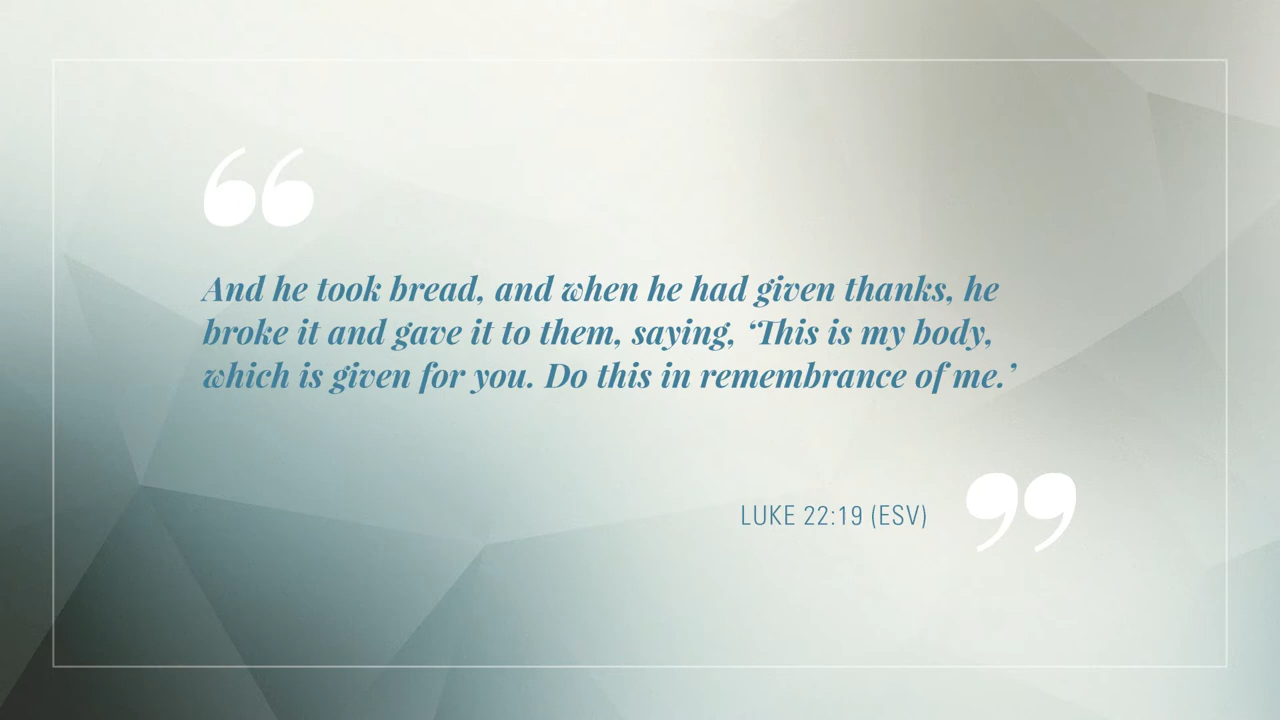 “
And he took bread, and when he had given thanks, he
broke it and gave it to them, saying, ‘This is my body,
which is given for you. Do this in remembrance of me.’
LUKE 22:19 (ESV) ”